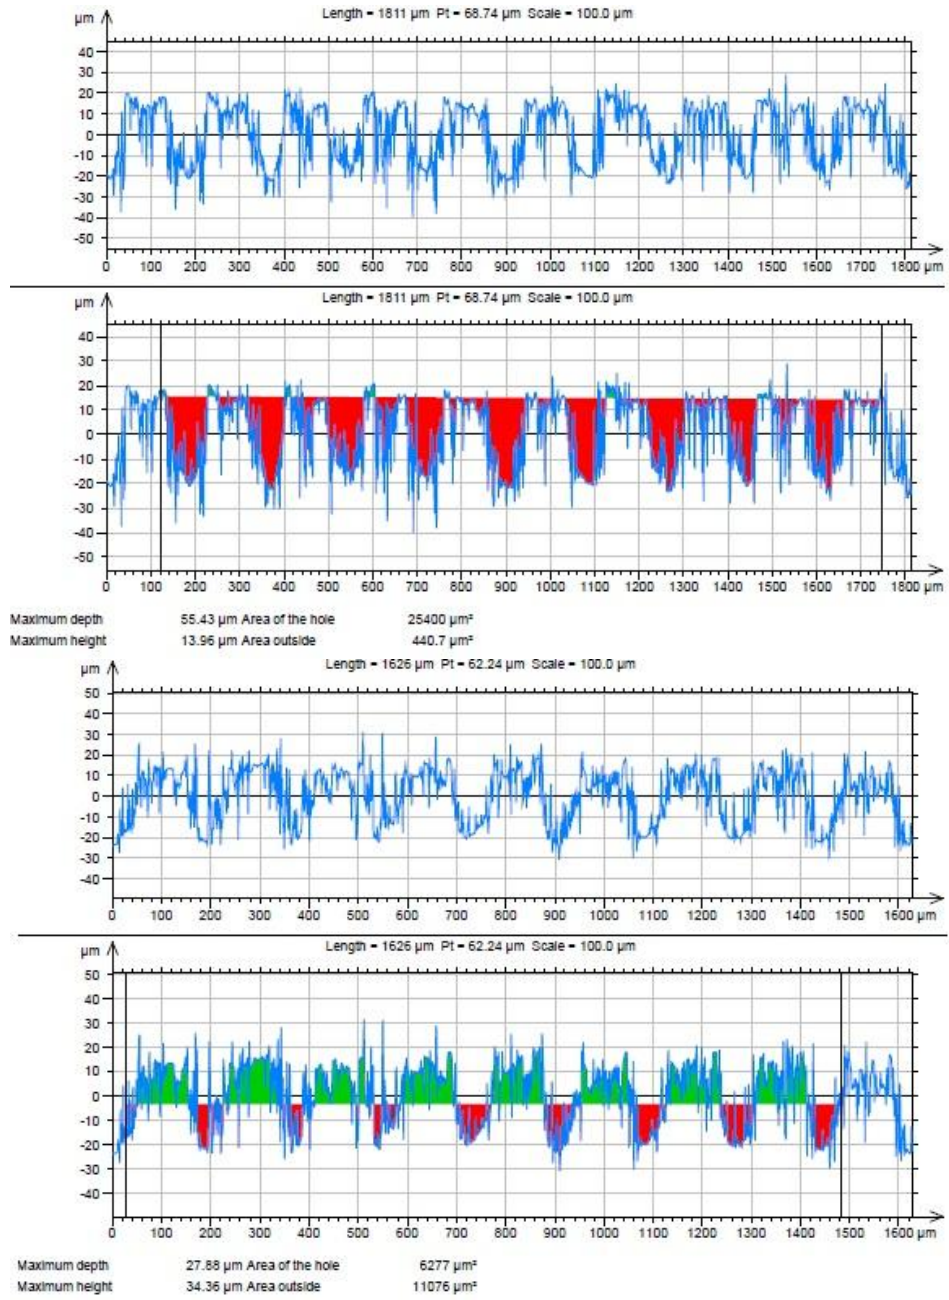 Length = 1811 µm Pt = 68.74 µm Scale = 100.0 µm
µm
40
30
20
10
0
-10
-20
-30
-40
-50
0 100 200 300 400 500 600 700 800 900 1000 1100 1200 1300 1400 1500 1600 1700 1800 µm
Length = 1811 µm Pt = 68.74 µm Scale = 100.0 µm
µm
40
30
20
10
0
-10
-20
-30
-40
-50
0 100 200 300 400 500 600 700 800 900 1000 1100 1200 1300 1400 1500 1600 1700 1800 µm
Maximum depth 55.43 µm Area of the hole 25400 µm²
Maximum height 13.96 µm Area outside 440.7 µm²
Length = 1626 µm Pt = 62.24 µm Scale = 100.0 µm
µm
50
40
30
20
10
0
-10
-20
-30
-40
0 100 200 300 400 500 600 700 800 900 1000 1100 1200 1300 1400 1500 1600 µm
Length = 1626 µm Pt = 62.24 µm Scale = 100.0 µm
µm
50
40
30
20
10
0
-10
-20
-30
-40
0 100 200 300 400 500 600 700 800 900 1000 1100 1200 1300 1400 1500 1600 µm
Maximum depth 27.88 µm Area of the hole 6277 µm²
Maximum height 34.36 µm Area outside 11076 µm²